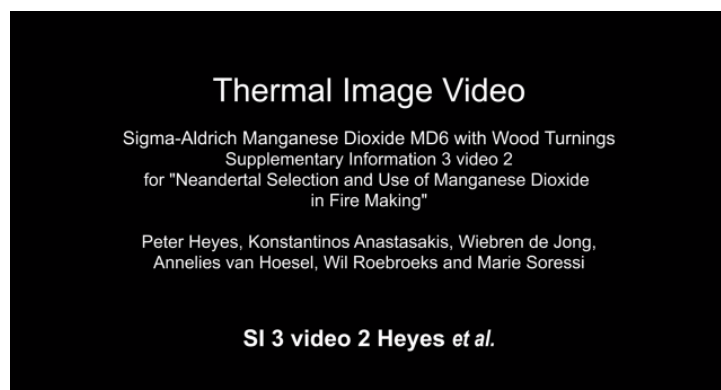 Thermal Image Video
Sigma-Aldrich Manganese Dioxide MD6 with Wood Turnings
Supplementary Information 3 video 2
for "Neandertal Selection and Use of Manganese Dioxide
in Fire Making"
Peter Heyes, Konstantinos Anastasakis, Wiebren de Jong,
Annelies van Hoesel, Wil Roebroeks and Marie Soressi
SI 3 video 2 Heyes et al.